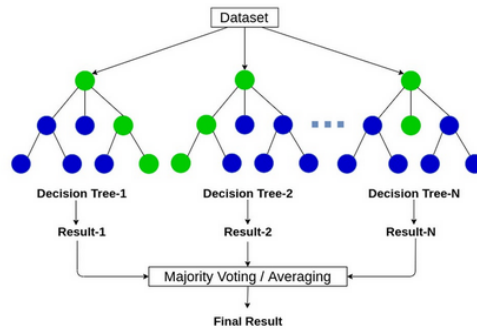 Dataset
Decision Tree-1
Decision Tree-2
Decision Tree-N
Result-1
Result-2
Result-N
Majority Voting / Averaging
Final Result